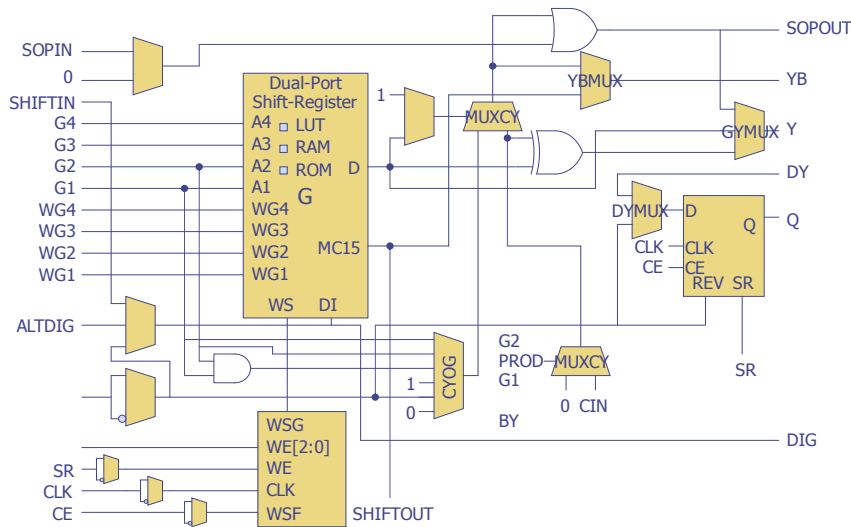 SOPIN
0
SHIFTIN
G4
G3
G2
G1
WG4
WG3
WG2
WG1
ALTDIG
SR
CLK
CE
Dual-Port
Shift-Register
A4
LUT
A3
RAM
A2
ROM
D
A1
G
WG4
WG3
WG2
MC15
WG1
WS
DI
1
MUXCY
YBMUX
GYMUX
SOPOUT
YB
Y
DY
DYMUX
D
Q
Q
CLK
CLK
CE
CE
REV
SR
SR
CYOG
1
0
G2
PROD
MUXCY
G1
0
CIN
BY
DIG
WSG
WE[2:0]
WE
CLK
WSF
SHIFTOUT